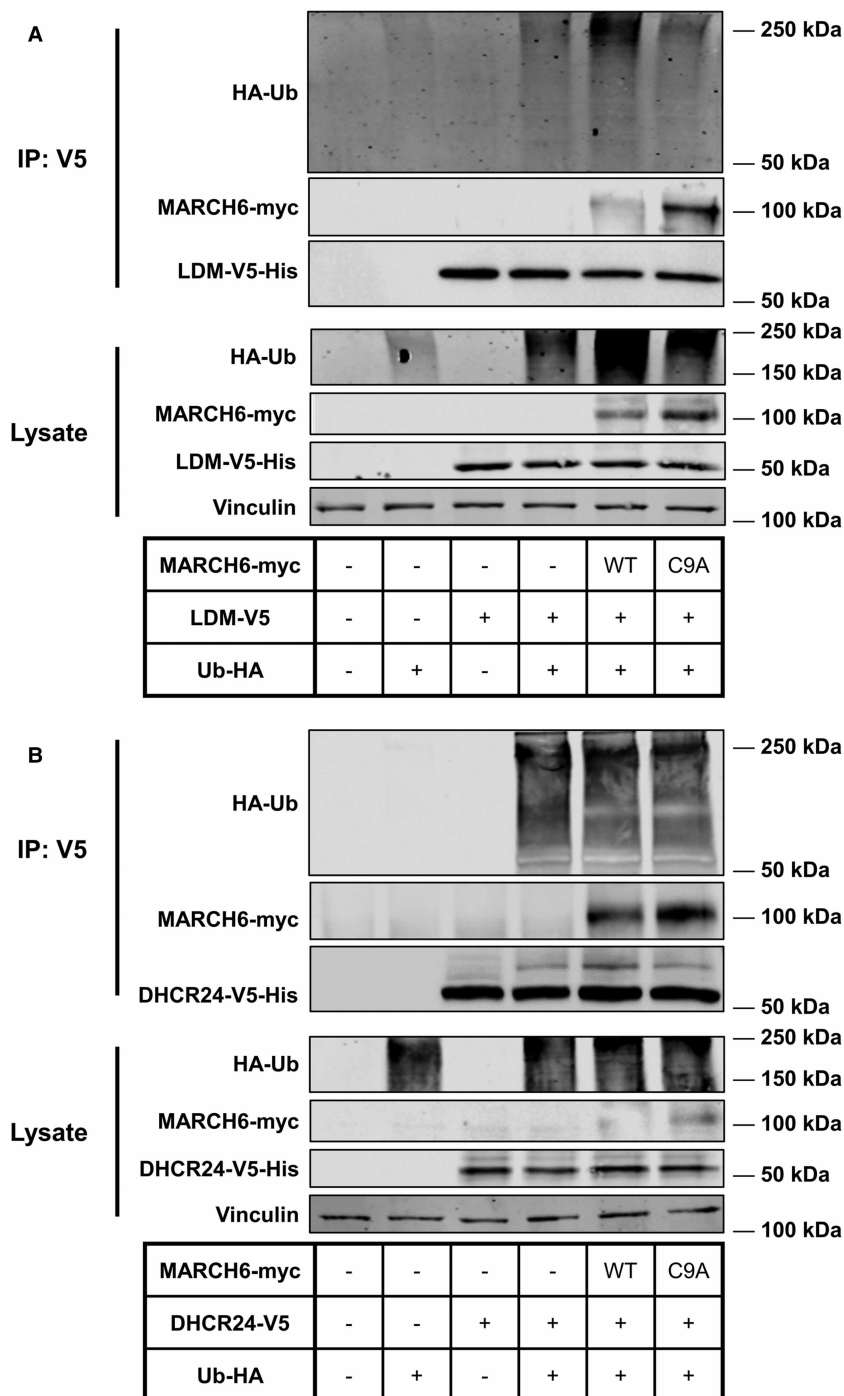 A
HA-Ub
250 kDa
50 kDa
IP: V5
MARCH6-myc
100 kDa
LDM-V5-His
50 kDa
HA-Ub
250 kDa
150 kDa
Lysate
MARCH6-myc
100 kDa
LDM-V5-His
50 kDa
Vinculin
100 kDa
MARCH6-myc - - - - WT C9A
LDM-V5 - - + + + +
Ub-HA - + - + + +
B
HA-Ub
250 kDa
50 kDa
IP: V5
MARCH6-myc
100 kDa
DHCR24-V5-His
50 kDa
HA-Ub
250 kDa
150 kDa
Lysate
MARCH6-myc
100 kDa
DHCR24-V5-His
50 kDa
Vinculin
100 kDa
MARCH6-myc - - - - WT C9A
DHCR24-V5 - - + + + +
Ub-HA - + - + + +